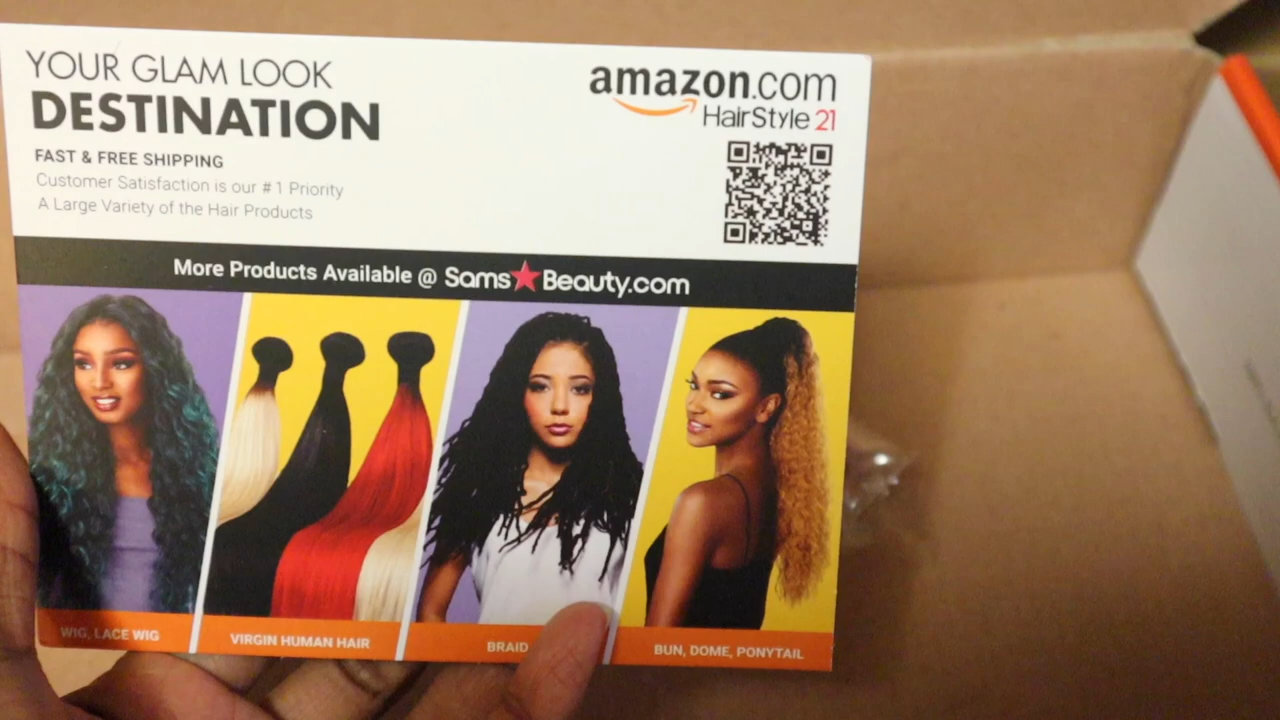 YOUR GLAM LOOK
DESTINATION
FAST & FREE SHIPPING
Customer Satisfaction is our #1 Priority
A Large Variety of the Hair Products
amazon.com
HairStyle 21
More Products Available @ Sams Beauty.com
WIG, LACE WIG
VIRGIN HUMAN HAIR
BRAID
BUN, DOME, PONYTAIL